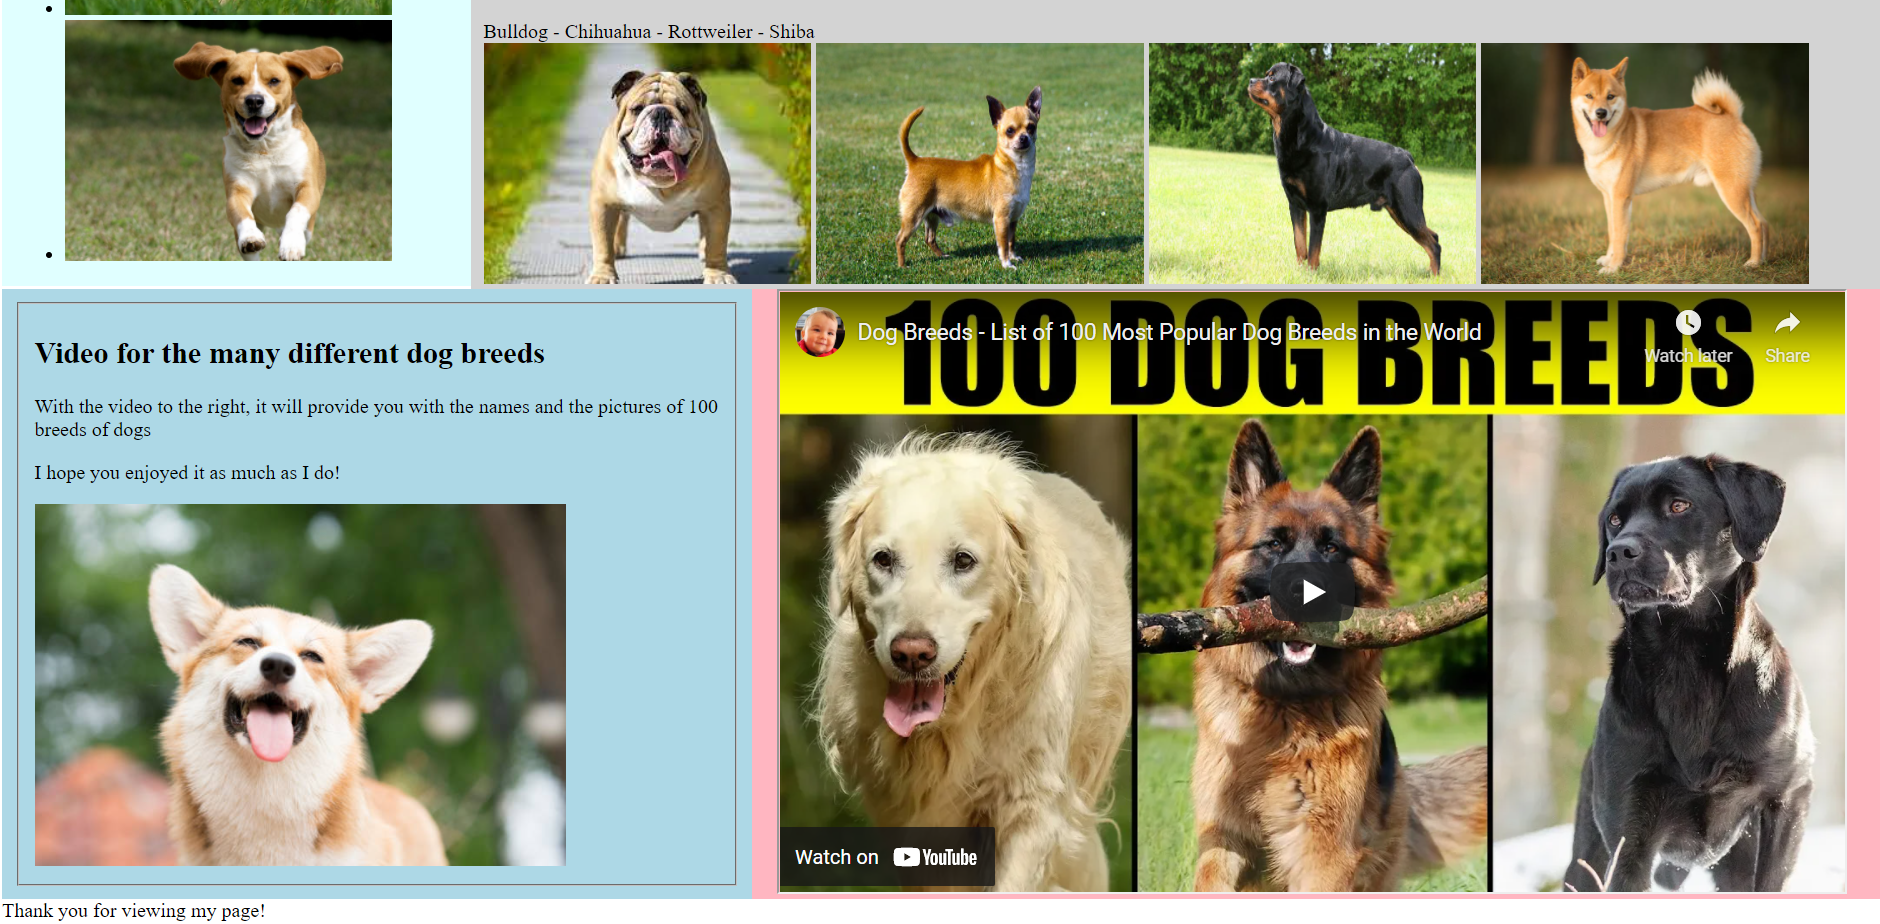 Bulldog - Chihuahua - Rottweiler - Shiba
Video for the many different dog breeds
With the video to the right, it will provide you with the names and the pictures of 100
breeds of dogs
I hope you enjoyed it as much as I do!
Dog Breeds - List of 100 Most Popular Dog Breeds in the World
Watch later
Share
100 DOG BREEDS
Watch on YouTube
Thank you for viewing my page!